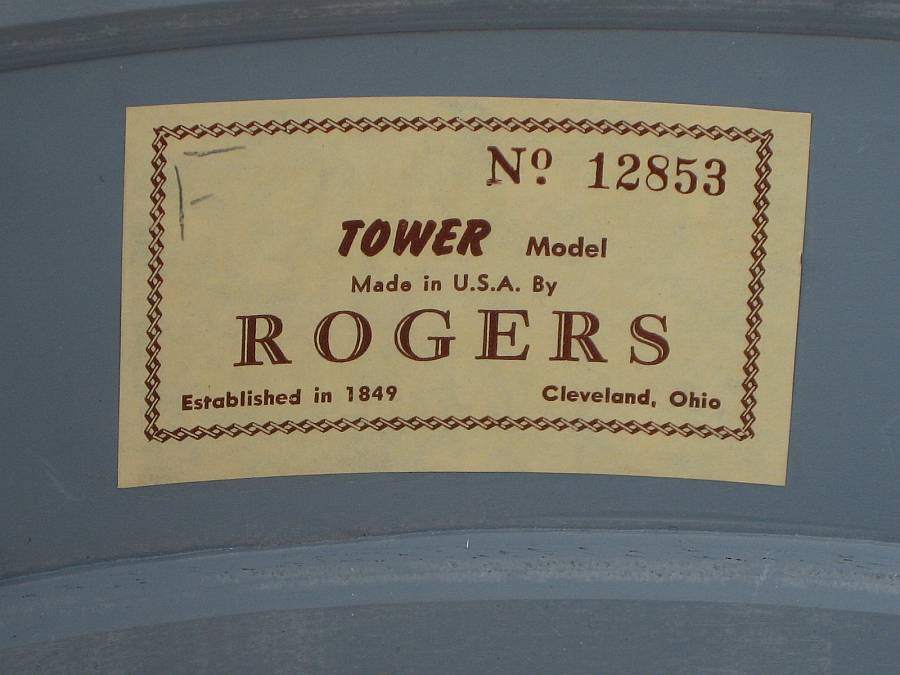 F
Nº 12853
TOWER Model
Made in U.S.A. By
ROGERS
Established in 1849 Cleveland, Ohio